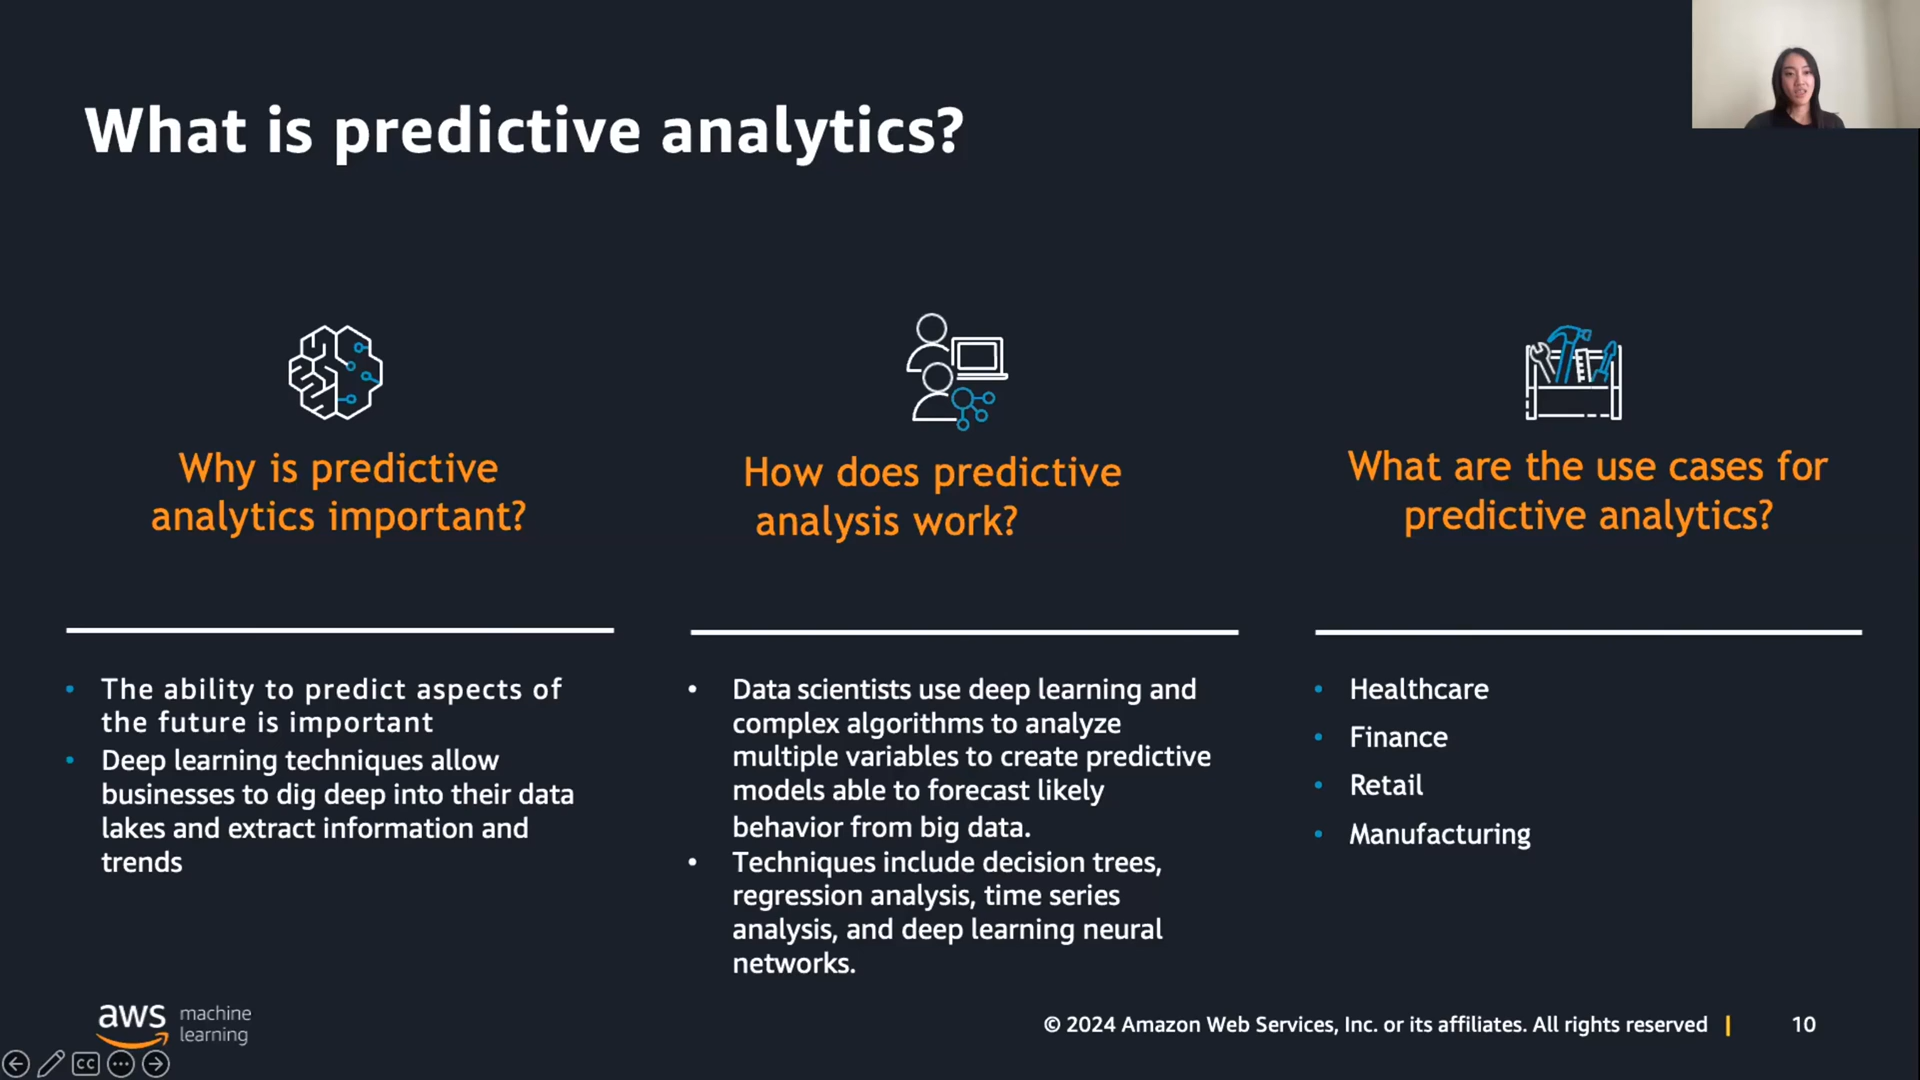 What is predictive analytics?
Why is predictive
analytics important?
How does predictive
analysis work?
What are the use cases for
predictive analytics?
• The ability to predict aspects of
the future is important
• Deep learning techniques allow
businesses to dig deep into their data
lakes and extract information and
trends
• Data scientists use deep learning and
complex algorithms to analyze
multiple variables to create predictive
models able to forecast likely
behavior from big data.
• Techniques include decision trees,
regression analysis, time series
analysis, and deep learning neural
networks.
• Healthcare
• Finance
• Retail
• Manufacturing
aws machine
learning
© 2024 Amazon Web Services, Inc. or its affiliates. All rights reserved | 10
CC